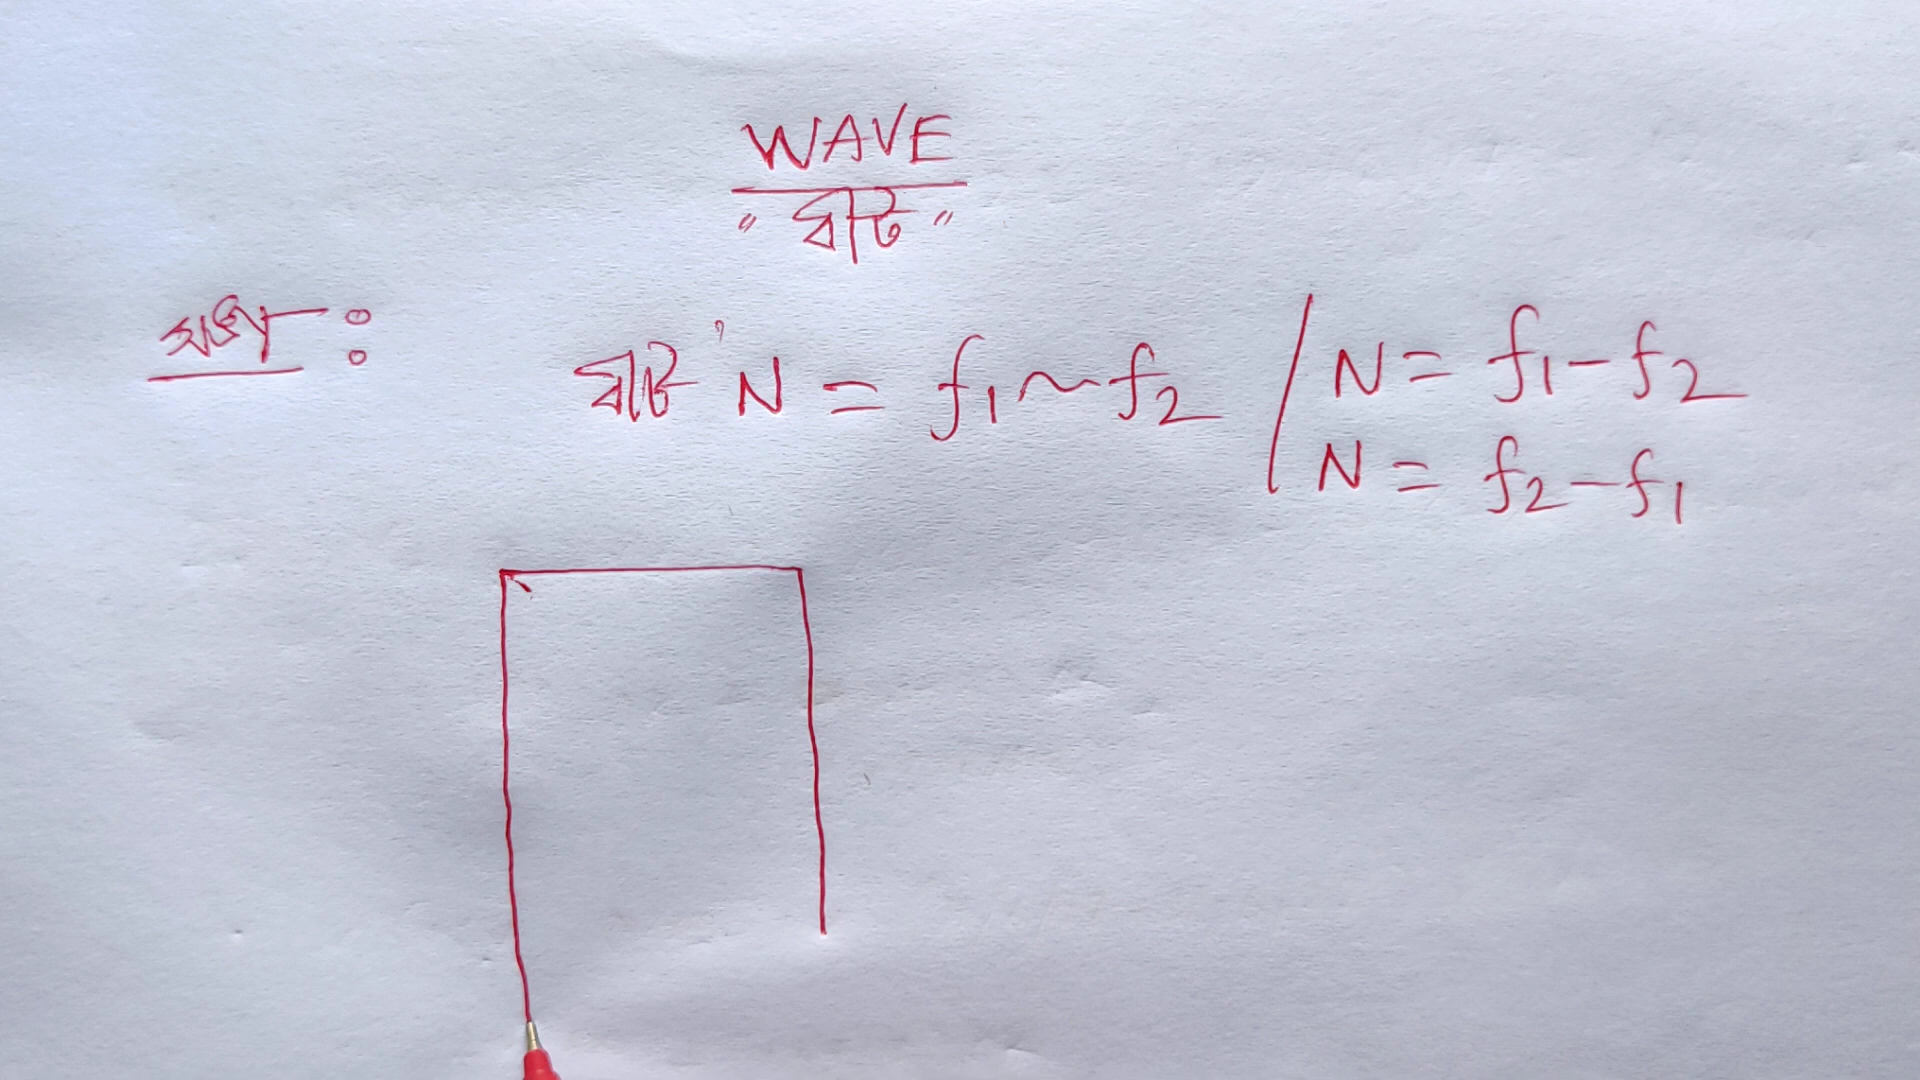 WAVE
"বীট"
বীট N = f₁ ~ f₂ / N = f₁ - f₂
N = f₂ - f₁